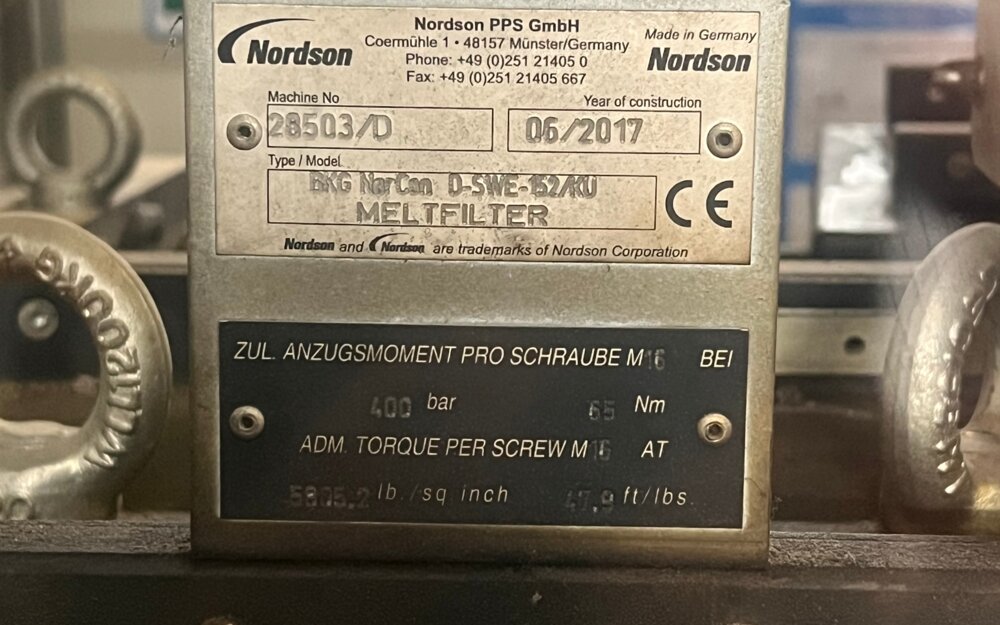 Nordson
Nordson PPS GmbH
Coermühle 1 • 48157 Münster/Germany
Phone: +49 (0)251 21405 0
Fax: +49 (0)251 21405 667
Made in Germany
Nordson
Machine No
28503/D
Year of construction
06/2017
Type / Model
BKG NorCon D-SWE-152/KU
MELTFILTER
CE
Nordson and Nordson are trademarks of Nordson Corporation
ZUL. ANZUGSMOMENT PRO SCHRAUBE M16 BEI
400 bar 65 Nm
ADM. TORQUE PER SCREW M16 AT
lb./sq inch 47,9 ft/lbs.